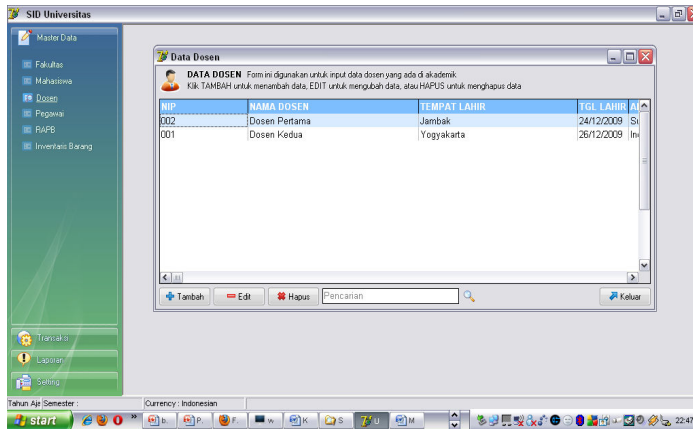 SID Universitas
Master Data
Fakultas
Mahasiswa
Dosen
Pegawai
RAPB
Inventaris Barang
Data Dosen
DATA DOSEN Form ini digunakan untuk input data dosen yang ada di akademik
Klik TAMBAH untuk menambah data, EDIT untuk mengubah data, atau HAPUS untuk menghapus data
NIP NAMA DOSEN TEMPAT LAHIR TGL LAHIR Al
002 Dosen Pertama Jambak 24/12/2009 Su
001 Dosen Kedua Yogyakarta 26/12/2009 In
Tambah Edit Hapus Pencarian Keluar
Transaksi
Laporan
Setting
Tahun Aja Semester : Currency : Indonesian
start b. P. F. w K S U M 22:47